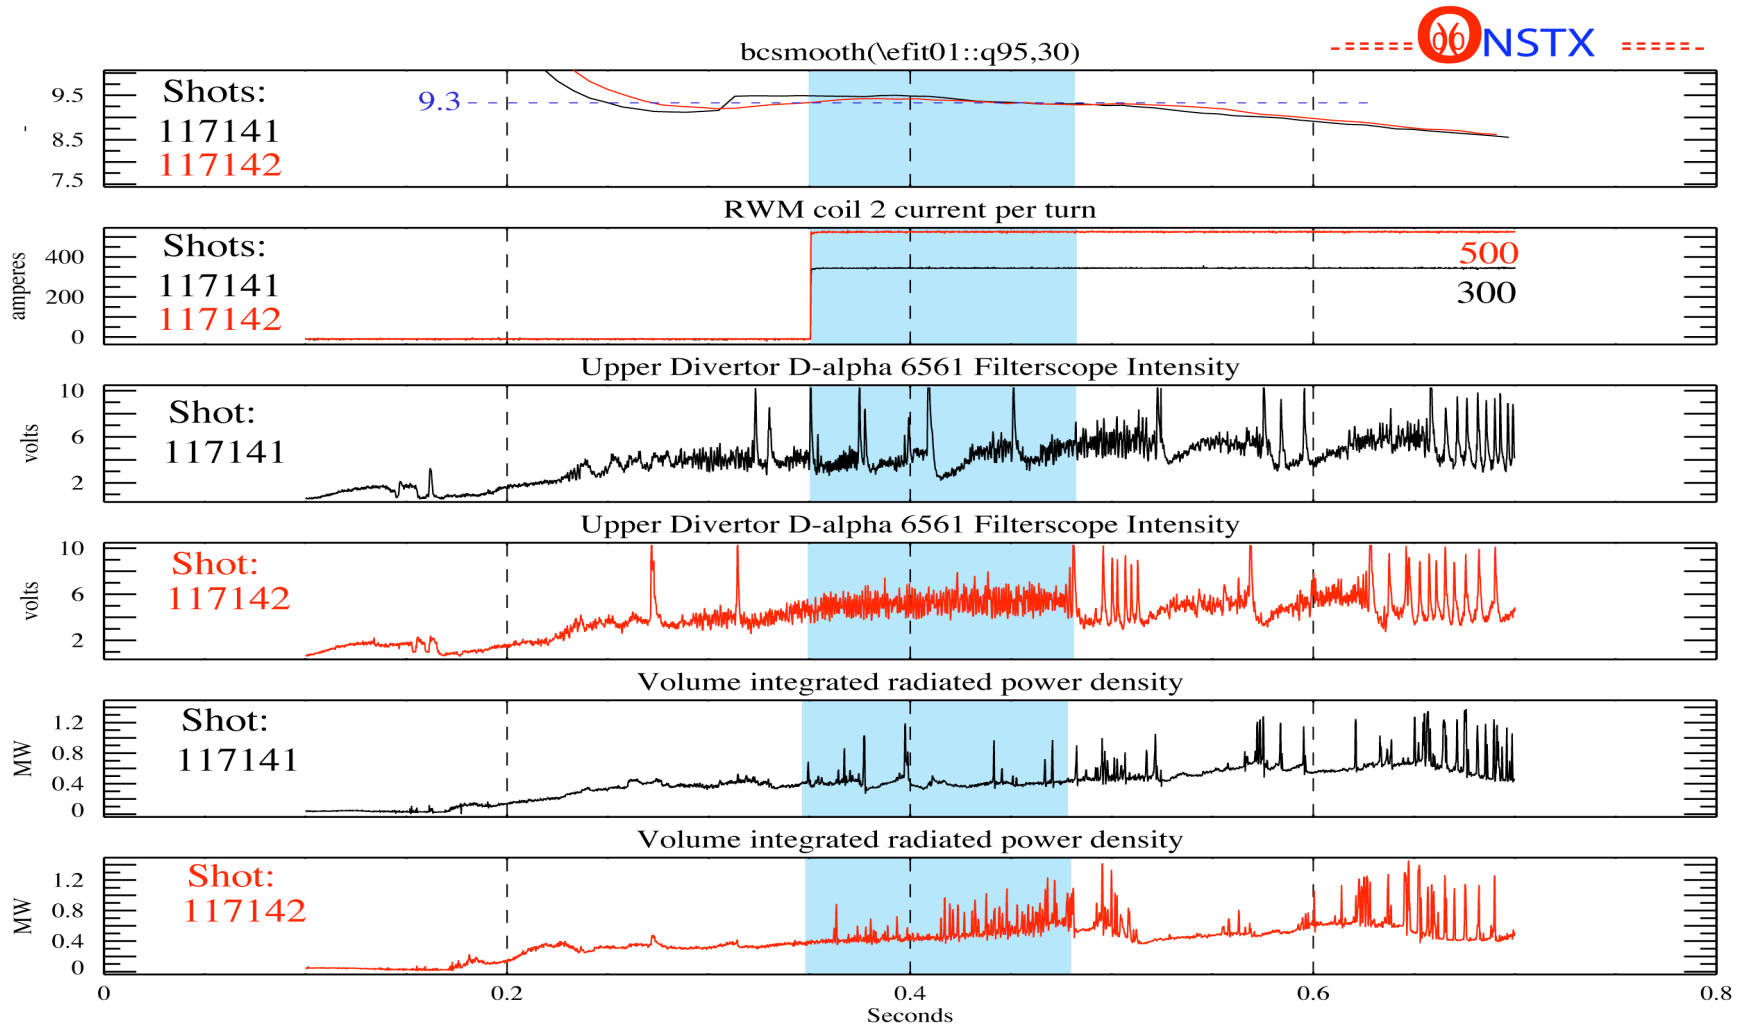 NSTX
bcsmooth(\efit01::q95,30)
9.5
8.5
7.5
-
Shots:
117141
117142
9.3
RWM coil 2 current per turn
amperes
400
200
0
Shots:
117141
117142
500
300
Upper Divertor D-alpha 6561 Filterscope Intensity
volts
10
6
2
Shot:
117141
Upper Divertor D-alpha 6561 Filterscope Intensity
volts
10
6
2
Shot:
117142
Volume integrated radiated power density
MW
1.2
0.8
0.4
0
Shot:
117141
Volume integrated radiated power density
MW
1.2
0.8
0.4
0
Shot:
117142
0
0.2
0.4
0.6
0.8
Seconds